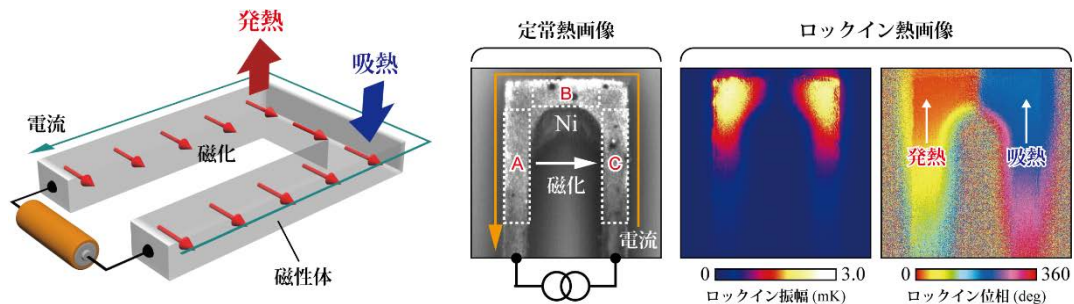 発熱
吸熱
電流
磁化
磁性体
定常熱画像
B
Ni
A
C
磁化
電流
ロックイン熱画像
発熱
吸熱
0
3.0
ロックイン振幅 (mK)
0
360
ロックイン位相 (deg)